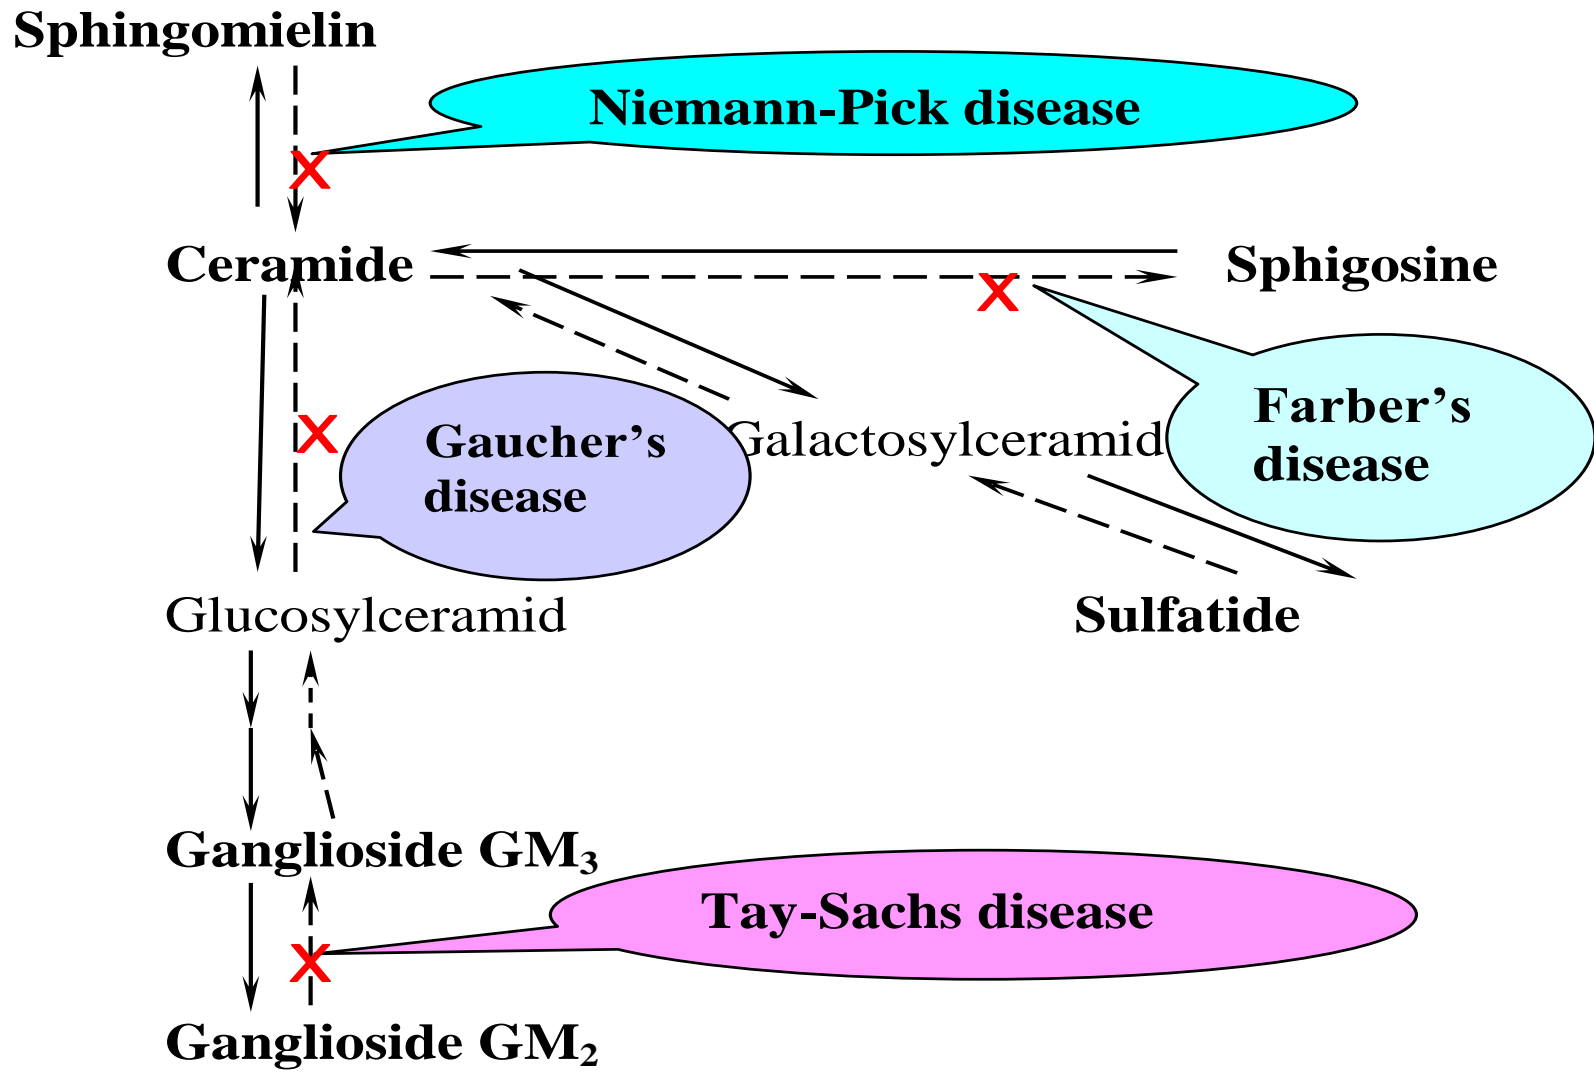 Sphingomielin
Niemann-Pick disease
X
Ceramide
Sphigosine
X
X
Gaucher’s
disease
Galactosylceramid
Farber’s
disease
Glucosylceramid
Sulfatide
Ganglioside GM₃
Tay-Sachs disease
X
Ganglioside GM₂